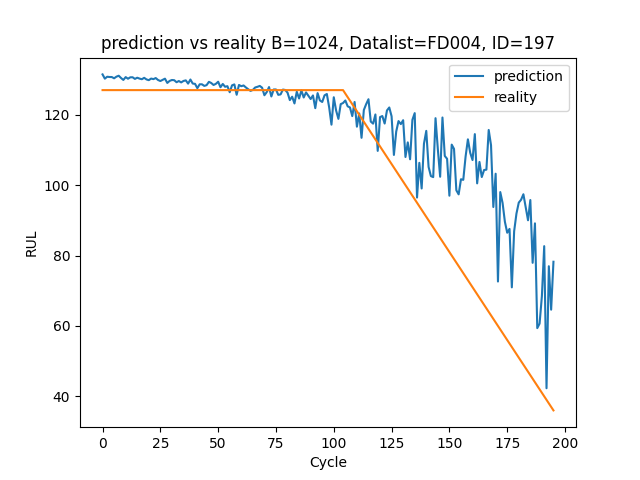 prediction vs reality B=1024, Datalist=FD004, ID=197
prediction
reality
RUL
120
100
80
60
40
0 25 50 75 100 125 150 175 200
Cycle